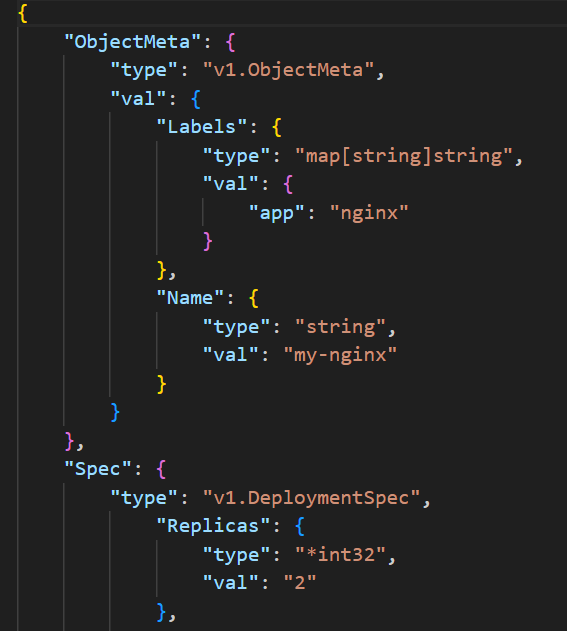 {
    "ObjectMeta": {
        "type": "v1.ObjectMeta",
        "val": {
            "Labels": {
                "type": "map[string]string",
                "val": {
                    "app": "nginx"
                }
            },
            "Name": {
                "type": "string",
                "val": "my-nginx"
            }
        }
    },
    "Spec": {
        "type": "v1.DeploymentSpec",
            "Replicas": {
                "type": "*int32",
                "val": "2"
            },